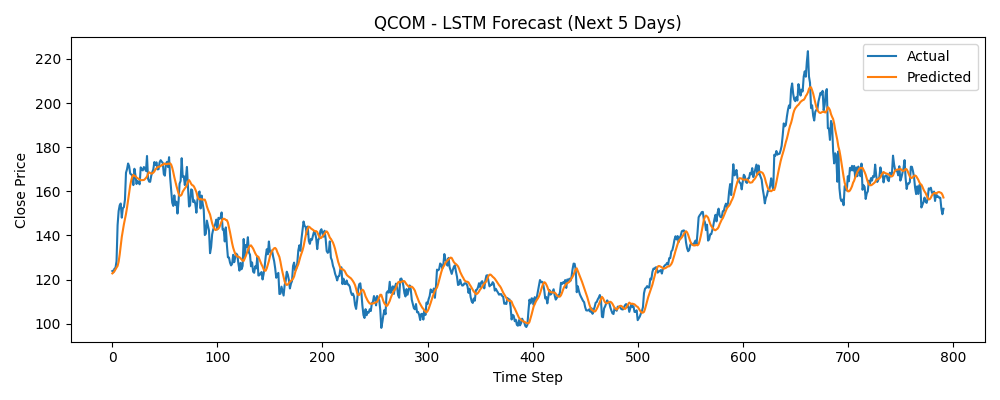 QCOM - LSTM Forecast (Next 5 Days)
Actual
Predicted
Close Price
220
200
180
160
140
120
100
0 100 200 300 400 500 600 700 800
Time Step